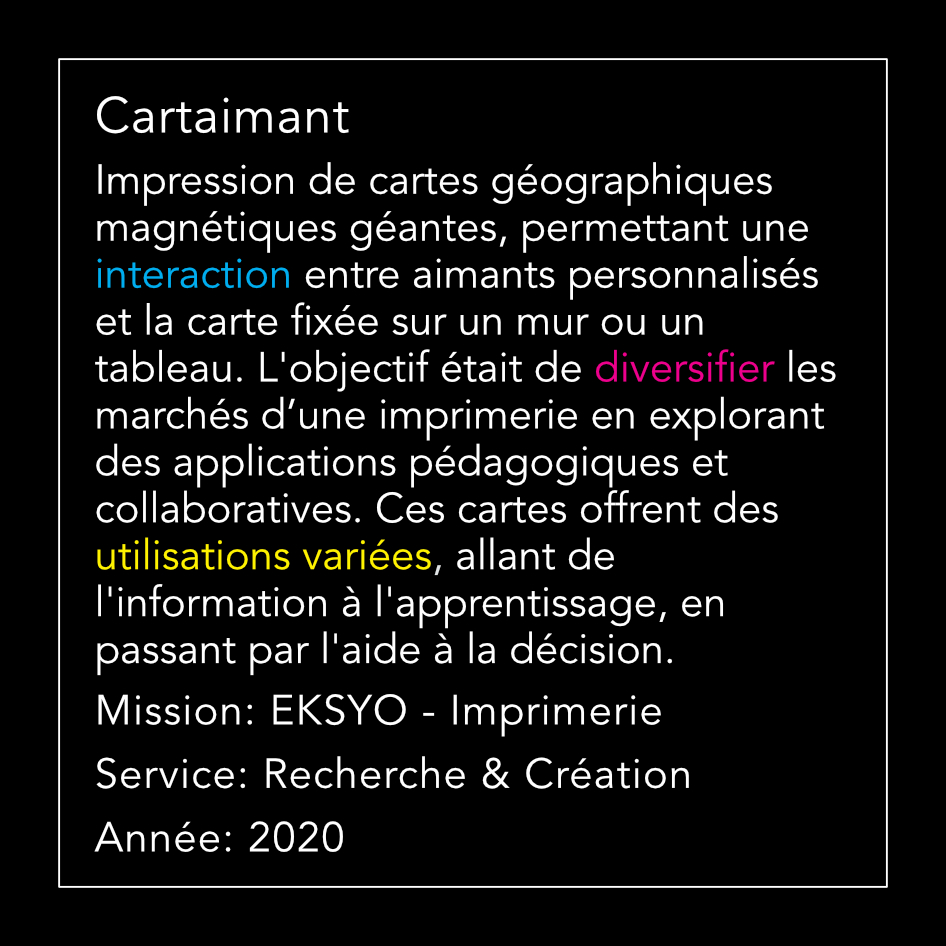 Cartaimant
Impression de cartes géographiques
magnétiques géantes, permettant une
interaction entre aimants personnalisés
et la carte fixée sur un mur ou un
tableau. L'objectif était de diversifier les
marchés d’une imprimerie en explorant
des applications pédagogiques et
collaboratives. Ces cartes offrent des
utilisations variées, allant de
l'information à l'apprentissage, en
passant par l'aide à la décision.
Mission: EKSYO - Imprimerie
Service: Recherche & Création
Année: 2020